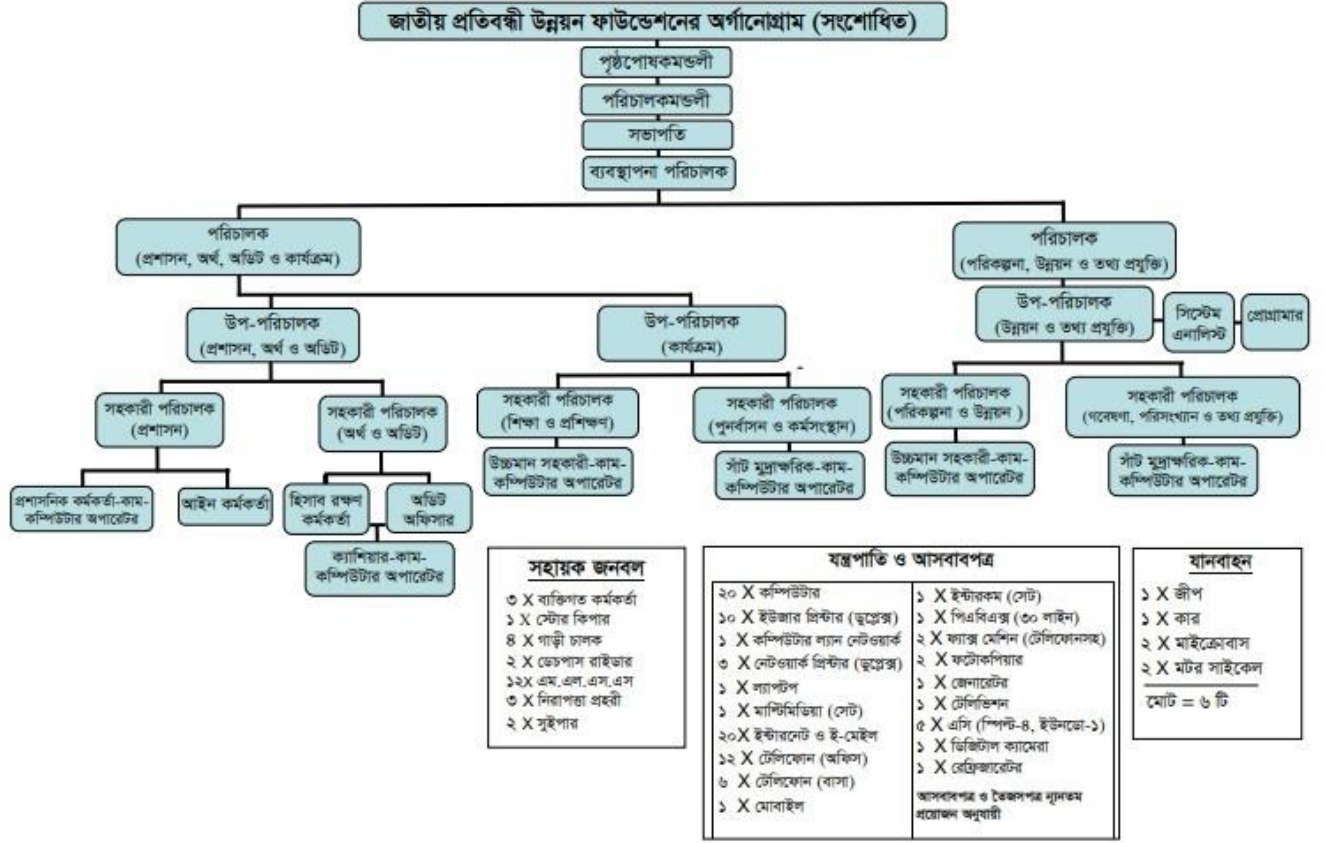 জাতীয় প্রতিবন্ধী উন্নয়ন ফাউন্ডেশনের অর্গানোগ্রাম (সংশোধিত)
পৃষ্ঠপোষকমন্ডলী
পরিচালকমন্ডলী
সভাপতি
ব্যবস্থাপনা পরিচালক
পরিচালক
(প্রশাসন, অর্থ, অডিট ও কার্যক্রম)
পরিচালক
(পরিকল্পনা, উন্নয়ন ও তথ্য প্রযুক্তি)
উপ-পরিচালক
(প্রশাসন, অর্থ ও অডিট)
উপ-পরিচালক
(কার্যক্রম)
উপ-পরিচালক
(উন্নয়ন ও তথ্য প্রযুক্তি)
সিস্টেম
এনালিস্ট
প্রোগ্রামার
সহকারী পরিচালক
(প্রশাসন)
সহকারী পরিচালক
(অর্থ ও অডিট)
সহকারী পরিচালক
(শিক্ষা ও প্রশিক্ষণ)
সহকারী পরিচালক
(পুনর্বাসন ও কর্মসংস্থান)
সহকারী পরিচালক
(পরিকল্পনা ও উন্নয়ন )
সহকারী পরিচালক
(গবেষণা, পরিসংখ্যান ও তথ্য প্রযুক্তি)
প্রশাসনিক কর্মকর্তা-কাম-
কম্পিউটার অপারেটর
আইন কর্মকর্তা
হিসাব রক্ষণ
কর্মকর্তা
অডিট
অফিসার
ক্যাশিয়ার-কাম-
কম্পিউটার অপারেটর
উচ্চমান সহকারী-কাম-
কম্পিউটার অপারেটর
সাঁট মুদ্রাক্ষরিক-কাম-
কম্পিউটার অপারেটর
উচ্চমান সহকারী-কাম-
কম্পিউটার অপারেটর
সাঁট মুদ্রাক্ষরিক-কাম-
কম্পিউটার অপারেটর
সহায়ক জনবল
৩ X ব্যক্তিগত কর্মকর্তা
১ X স্টোর কিপার
৪ X গাড়ী চালক
২ X ডেচপাস রাইডার
১২x এম.এল.এস.এস
৩ X নিরাপত্তা প্রহরী
২ X সুইপার
যন্ত্রপাতি ও আসবাবপত্র
২০ X কম্পিউটার
১০ X ইউজার প্রিন্টার (ডুপ্লেক্স)
১ X কম্পিউটার ল্যান নেটওয়ার্ক
৩ X নেটওয়ার্ক প্রিন্টার (ডুপ্লেক্স)
১ X ল্যাপটপ
১ X মাল্টিমিডিয়া (সেট)
২০X ইন্টারনেট ও ই-মেইল
১২ X টেলিফোন (অফিস)
৬ X টেলিফোন (বাসা)
১ X মোবাইল
১ X ইন্টারকম (সেট)
১ X পিএবিএক্স (৩০ লাইন)
২ X ফ্যাক্স মেশিন (টেলিফোনসহ)
২ X ফটোকপিয়ার
১ X জেনারেটর
১ X টেলিভিশন
৫ X এসি (স্পিল্ট-৪, ইউনডো-১)
১ X ডিজিটাল ক্যামেরা
১ X রেফ্রিজারেটর
আসবাবপত্র ও তৈজসপত্র ন্যূনতম
প্রয়োজন অনুযায়ী
যানবাহন
১ X জীপ
১ X কার
২ X মাইক্রোবাস
২ X মটর সাইকেল
মোট = ৬ টি